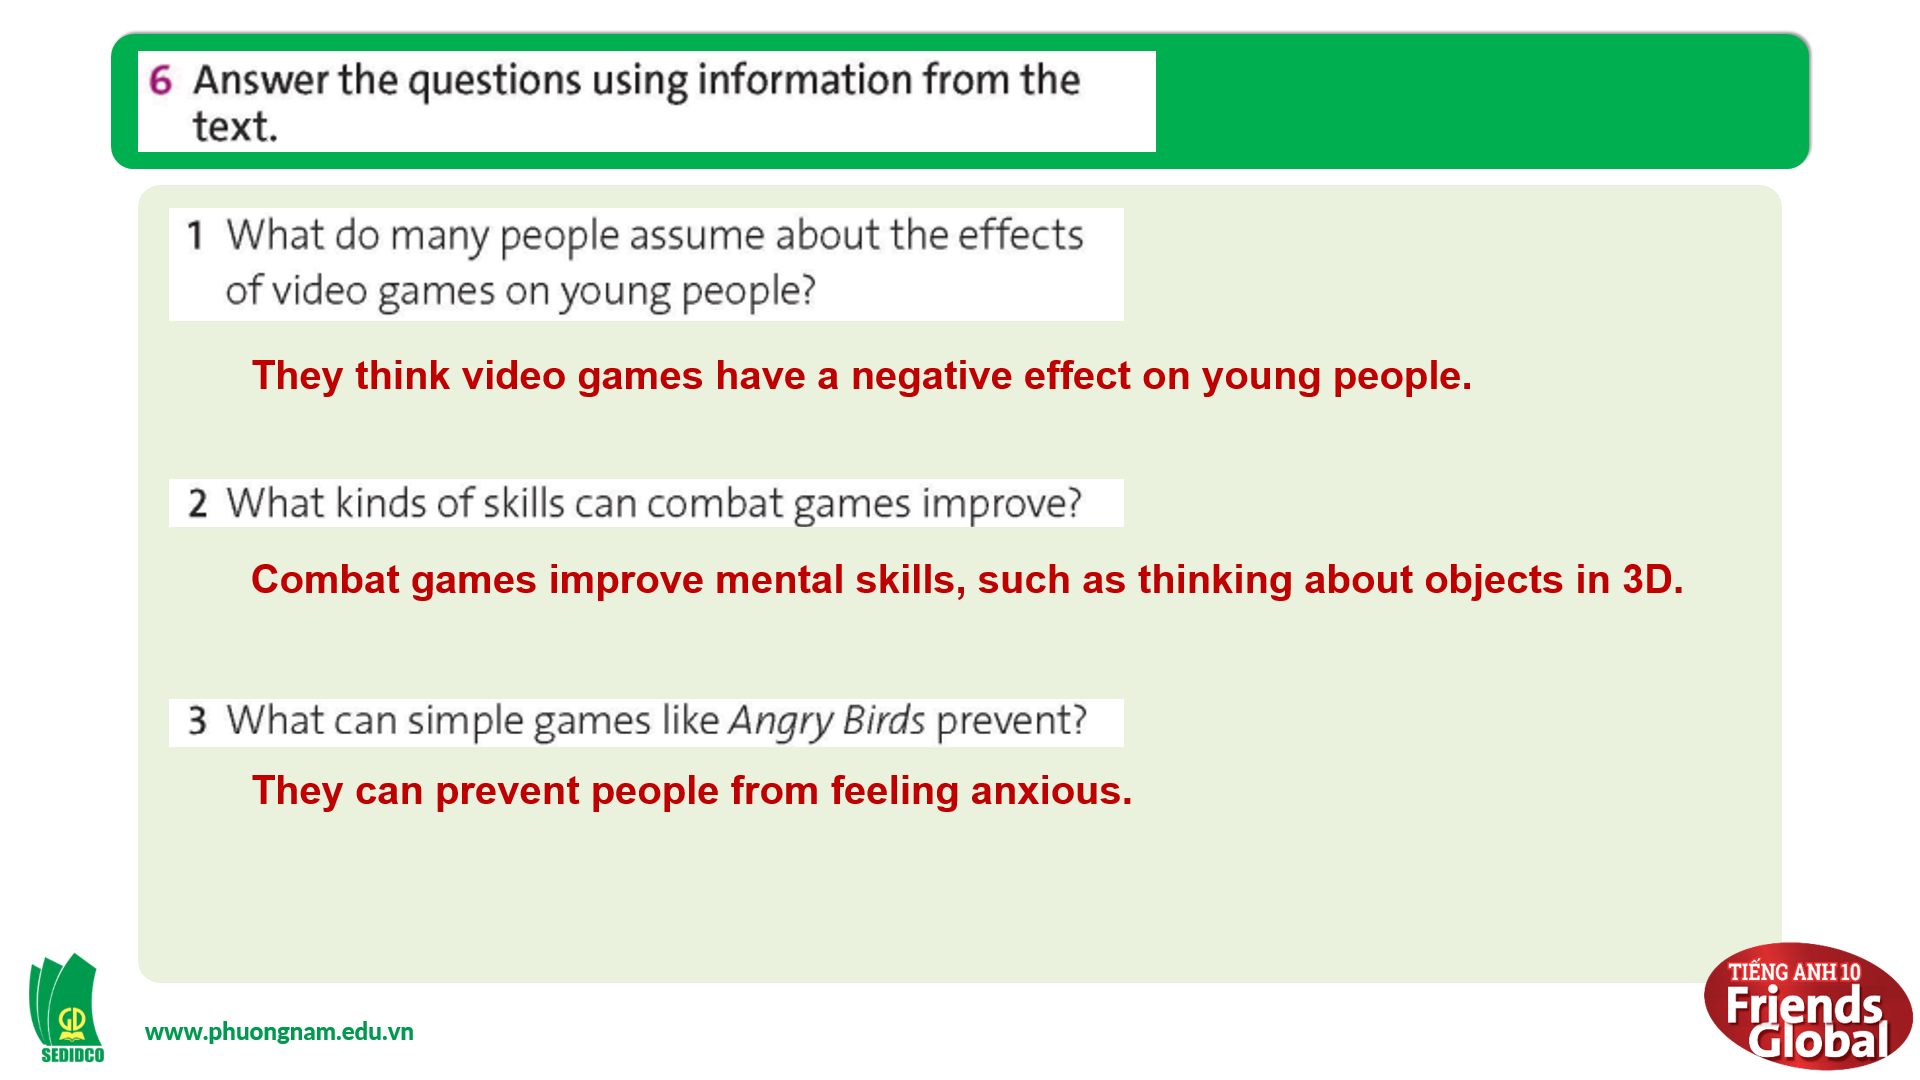 6 Answer the questions using information from the
text.
1 What do many people assume about the effects
of video games on young people?
They think video games have a negative effect on young people.
2 What kinds of skills can combat games improve?
Combat games improve mental skills, such as thinking about objects in 3D.
3 What can simple games like Angry Birds prevent?
They can prevent people from feeling anxious.
GD
SEDIDCO
www.phuongnam.edu.vn
TIẾNG ANH 10
Friends
Global